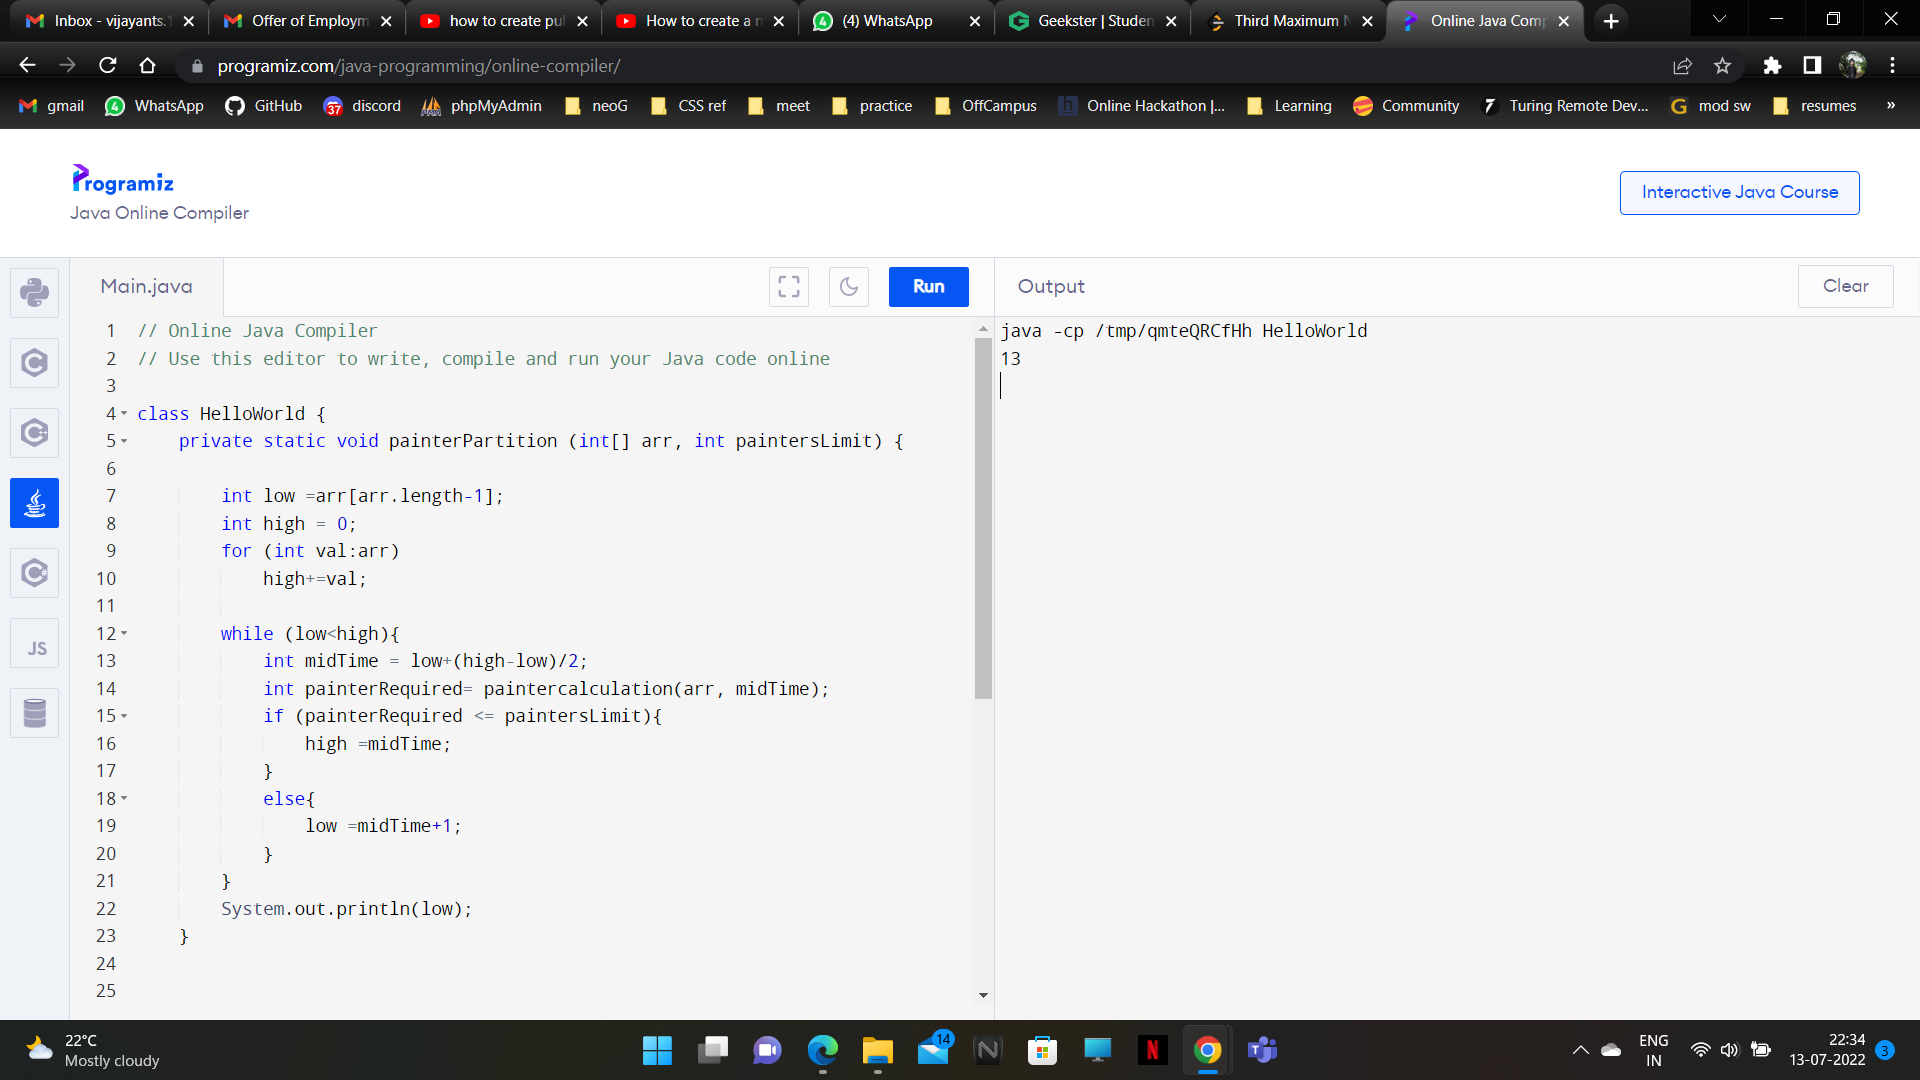 Inbox - vijayants.1
Offer of Employm
how to create pul
How to create a n
(4) WhatsApp
Geekster | Studen
Third Maximum N
Online Java Comp
programiz.com/java-programming/online-compiler/
gmail
4
WhatsApp
GitHub
37
discord
phpMyAdmin
neoG
CSS ref
meet
practice
OffCampus
h
Online Hackathon |...
Learning
Community
Turing Remote Dev...
mod sw
resumes
»
Programiz
Java Online Compiler
Interactive Java Course
Main.java
Run
Output
Clear
JS
1 // Online Java Compiler
2 // Use this editor to write, compile and run your Java code online
3
4 class HelloWorld {
5 private static void painterPartition (int[] arr, int paintersLimit) {
6
7 int low =arr[arr.length-1];
8 int high = 0;
9 for (int val:arr)
10 high+=val;
11
12 while (low<high){
13 int midTime = low+(high-low)/2;
14 int painterRequired= paintercalculation(arr, midTime);
15 if (painterRequired <= paintersLimit){
16 high =midTime;
17 }
18 else{
19 low =midTime+1;
20 }
21 }
22 System.out.println(low);
23 }
24
25
java -cp /tmp/qmteQRCfHh HelloWorld
13
22°C
Mostly cloudy
14
ENG
IN
22:34
13-07-2022
3